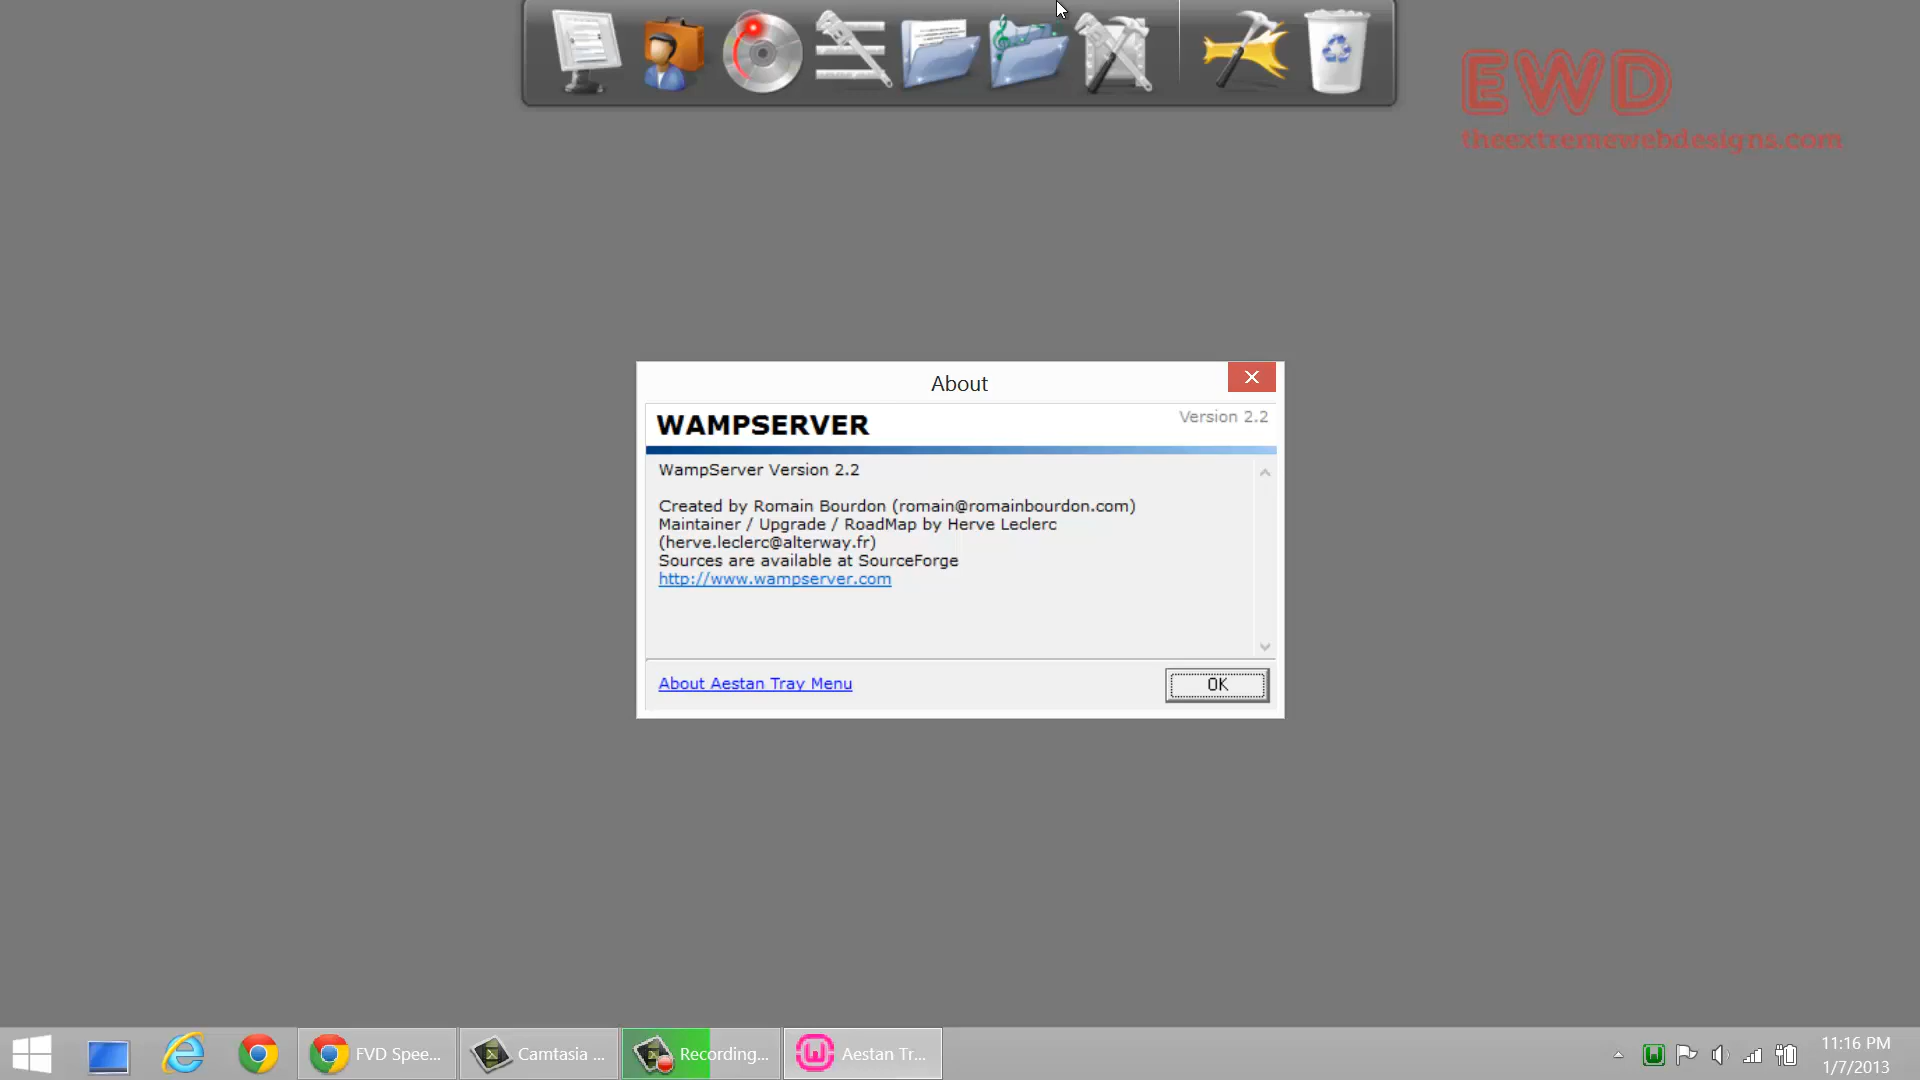 EWD
theextremewebdesigns.com
About
WAMPSERVER
Version 2.2
WampServer Version 2.2
Created by Romain Bourdon (romain@romainbourdon.com)
Maintainer / Upgrade / RoadMap by Herve Leclerc
(herve.leclerc@alterway.fr)
Sources are available at SourceForge
http://www.wampserver.com
About Aestan Tray Menu
OK
FVD Spee...
Camtasia ...
Recording...
Aestan Tr...
11:16 PM
1/7/2013